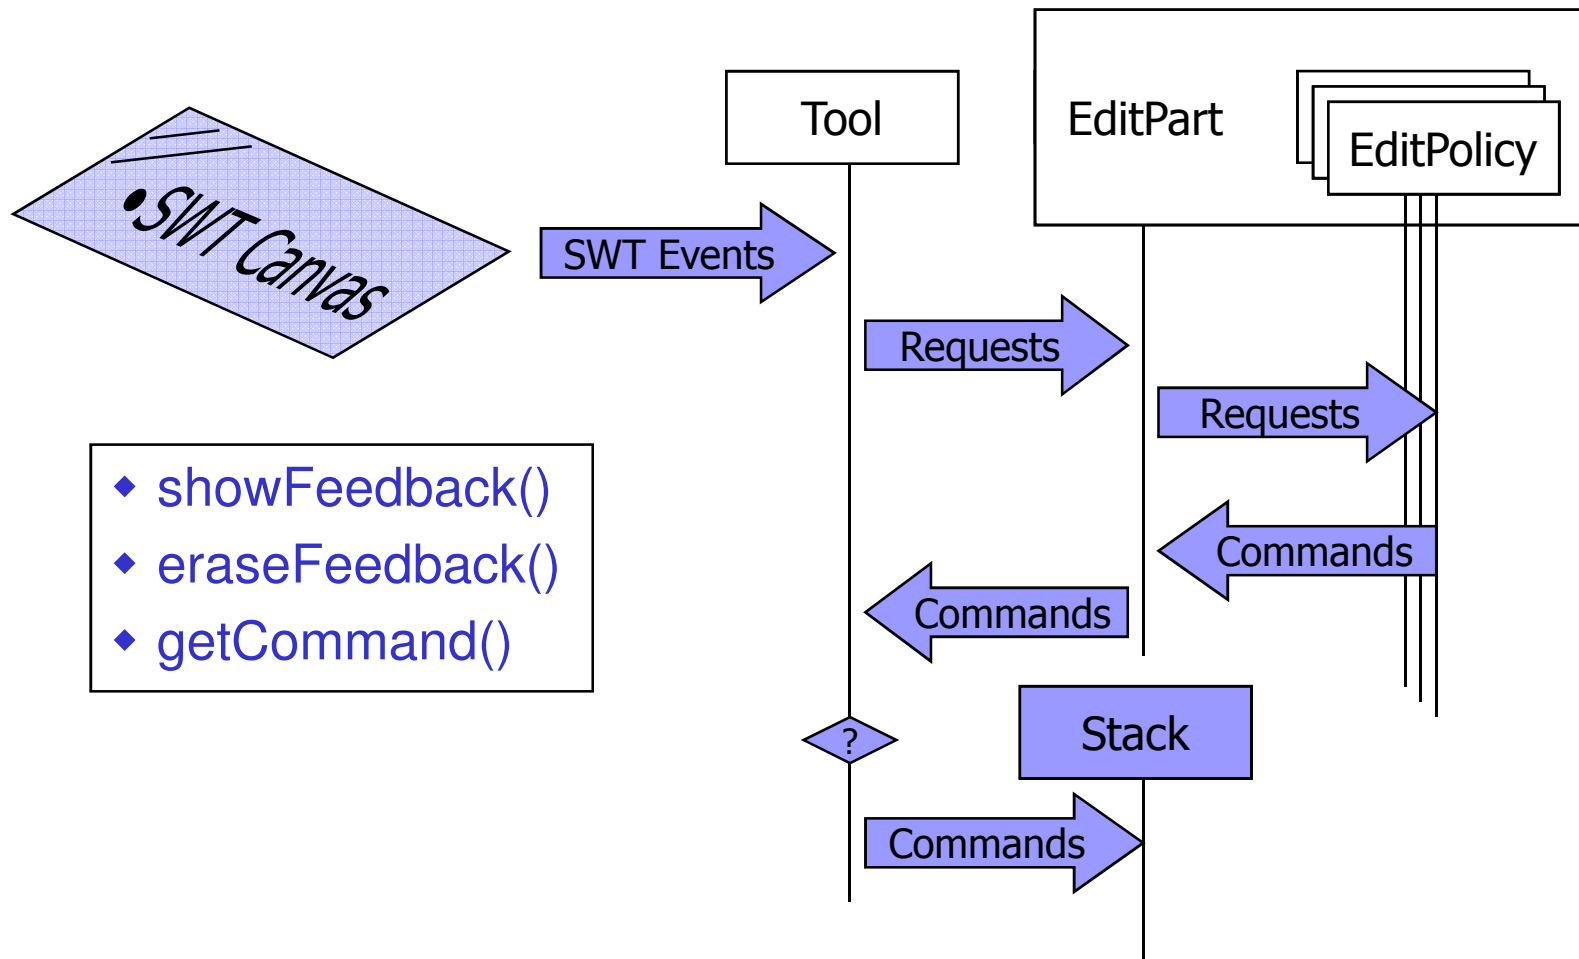 Tool
EditPart
EditPolicy
•SWT Canvas
SWT Events
Requests
Requests
◆ showFeedback()
◆ eraseFeedback()
◆ getCommand()
Commands
Commands
?
Stack
Commands